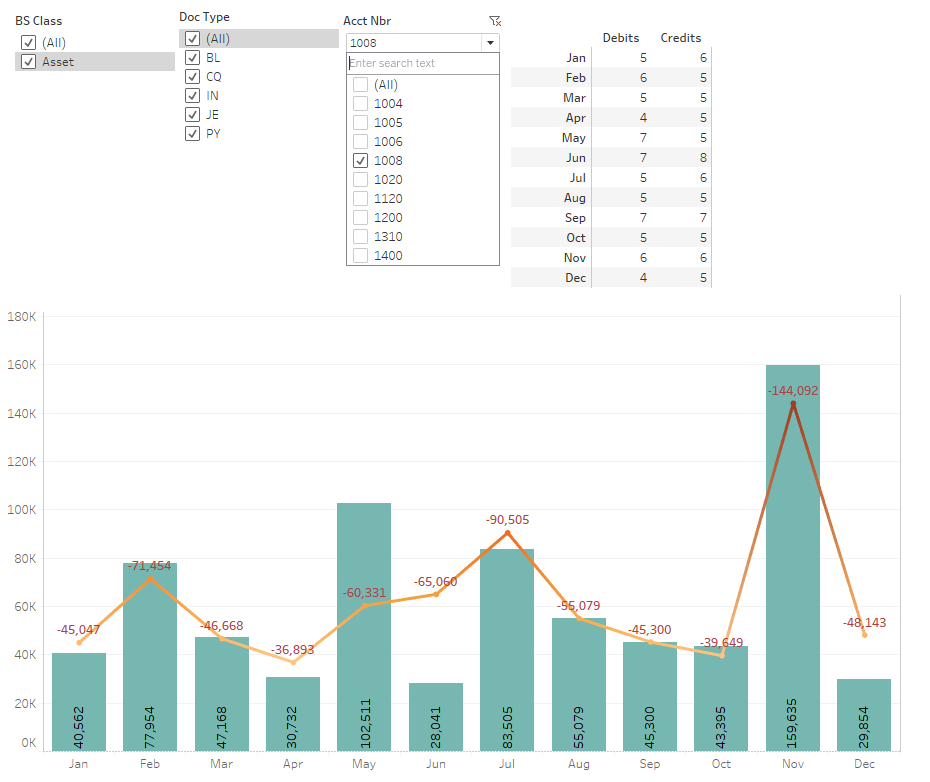 BS Class
(All)
Asset
Doc Type
(All)
BL
CQ
IN
JE
PY
Acct Nbr
1008
Enter search text
(All)
1004
1005
1006
1008
1020
1120
1200
1310
1400
Debits Credits
Jan 5 6
Feb 6 5
Mar 5 5
Apr 4 5
May 7 5
Jun 7 8
Jul 5 6
Aug 5 5
Sep 7 7
Oct 5 5
Nov 6 6
Dec 4 5
180K
160K
140K
120K
100K
80K
60K
40K
20K
0K
-45,047
-71,454
-46,668
-36,893
-60,331
-65,060
-90,505
-55,079
-45,300
-39,649
-144,092
-48,143
40,562
77,954
47,168
30,732
102,511
28,041
83,505
55,079
45,300
43,395
159,635
29,854
Jan Feb Mar Apr May Jun Jul Aug Sep Oct Nov Dec